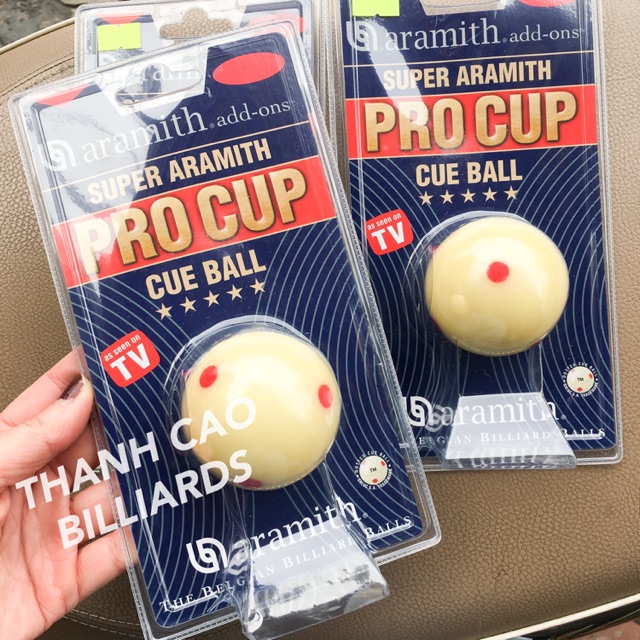 aramith® add-ons
SUPER ARAMITH
PRO CUP
CUE BALL
as seen on
TV
TM
aramith®
THE BELGIAN BILLIARD BALLS
aramith® add-ons
SUPER ARAMITH
PRO CUP
CUE BALL
as seen on
TV
TM
aramith®
BELGIAN BILLIARD BALLS
THANH CAO
BILLIARDS